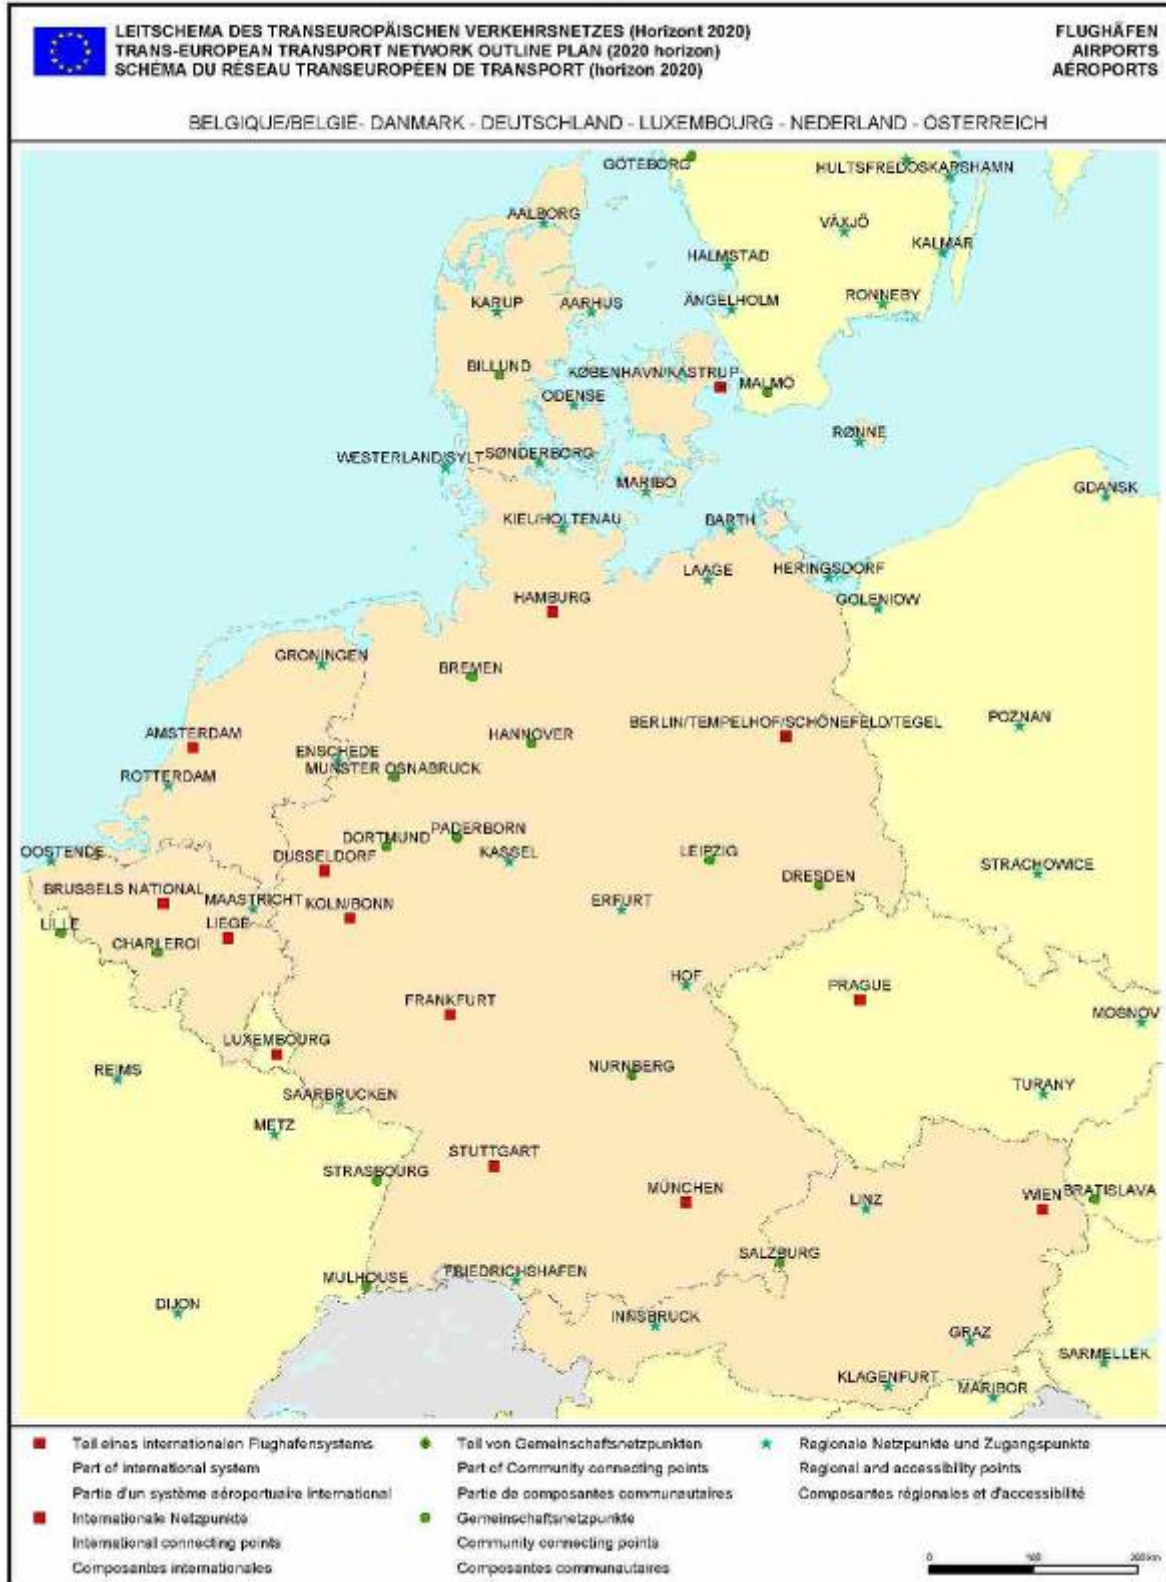 LEITSCHEMA DES TRANSEUROPÄISCHEN VERKEHRSNETZES (Horizont 2020)
TRANS-EUROPEAN TRANSPORT NETWORK OUTLINE PLAN (2020 horizon)
SCHÉMA DU RÉSEAU TRANSEUROPÉEN DE TRANSPORT (horizon 2020)
FLUGHÄFEN
AIRPORTS
AÉROPORTS
BELGIQUE/BELGIE- DANMARK - DEUTSCHLAND - LUXEMBOURG - NEDERLAND - ÖSTERREICH
GÖTEBORG
HULTSFREDOSKARSHAMN
AALBORG
VÄXJÖ
KALMAR
HALMSTAD
KARUP
AARHUS
ÄNGELHOLM
RONNEBY
BILLUND
KØBENHAVN/KASTRUP
MALMÖ
ODENSE
RØNNE
WESTERLAND/SYLT
SØNDERBORG
MARIBO
GDANSK
KIEL/HOLTENAU
BARTH
LAAGE
HERINGSDORF
HAMBURG
GOLENIOW
GRONINGEN
BREMEN
AMSTERDAM
HANNOVER
BERLIN/TEMPELHOF/SCHÖNEFELD/TEGEL
POZNAN
ENSCHEDE
ROTTERDAM
MUNSTER OSNABRUCK
DORTMUND
PADERBORN
OOSTENDE
DUSSELDORF
KASSEL
LEIPZIG
STRACHOWICE
DRESDEN
BRUSSELS NATIONAL
MAASTRICHT
KOLN/BONN
ERFURT
LILLE
LIEGE
CHARLEROI
HOF
PRAGUE
FRANKFURT
MOSNOV
LUXEMBOURG
REIMS
NURNBERG
TURANY
SAARBRUCKEN
METZ
STUTTGART
STRASBOURG
MÜNCHEN
LINZ
WIEN
BRATISLAVA
SALZBURG
MULHOUSE
FRIEDRICHSHAFEN
DIJON
INNSBRUCK
GRAZ
SARMELLEK
KLAGENFURT
MARIBOR
Teil eines internationalen Flughafensystems
Part of international system
Partie d'un système aéroportuaire international
Internationale Netzpunkte
International connecting points
Composantes internationales
Teil von Gemeinschaftsnetzpunkten
Part of Community connecting points
Partie de composantes communautaires
Gemeinschaftsnetzpunkte
Community connecting points
Composantes communautaires
Regionale Netzpunkte und Zugangspunkte
Regional and accessibility points
Composantes régionales et d'accessibilité
0 100 200 km